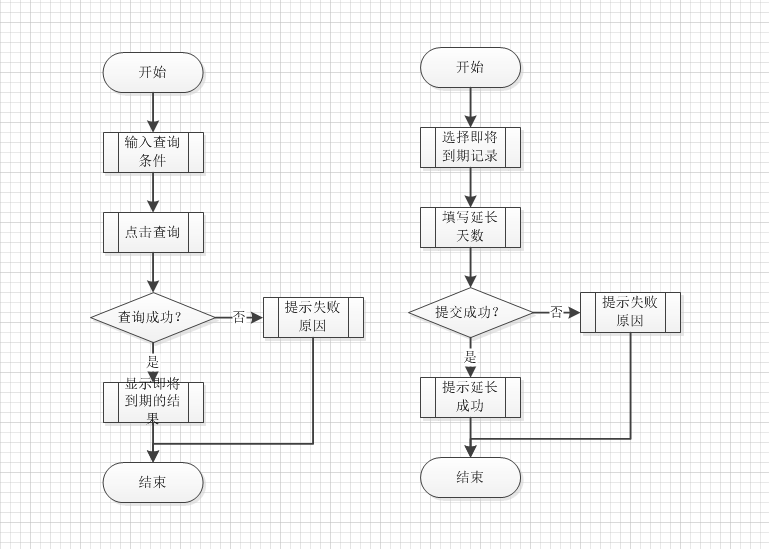 开始
输入查询
条件
点击查询
查询成功？
否
提示失败
原因
是
显示即将
到期的结
果
结束
开始
选择即将
到期记录
填写延长
天数
提交成功？
否
提示失败
原因
是
提示延长
成功
结束